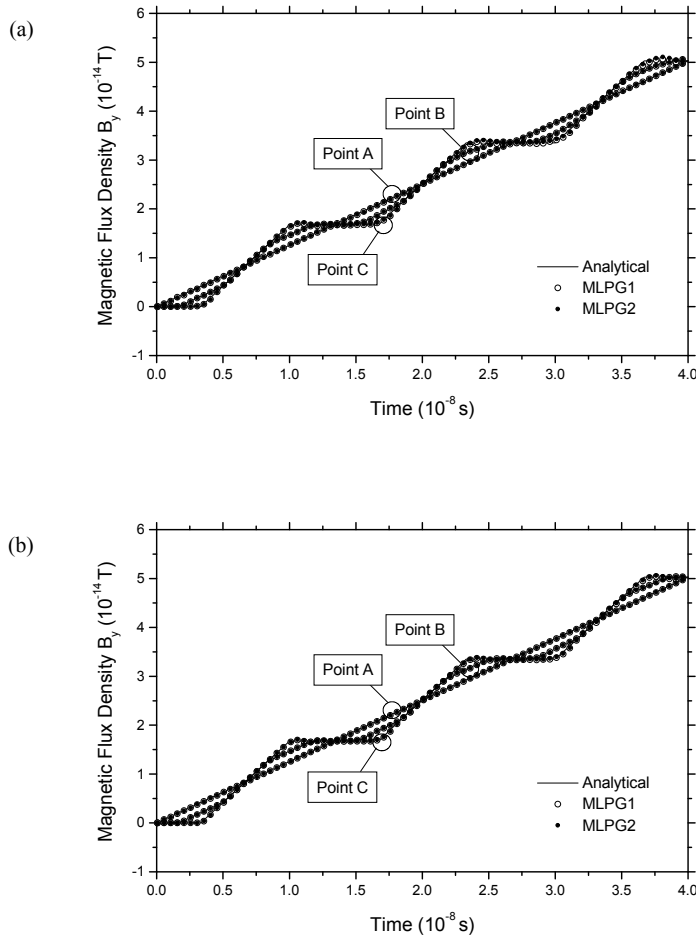 (a)
Magnetic Flux Density B_y (10^-14 T)
6
5
4
3
2
1
0
-1
Point B
Point A
Point C
Analytical
MLPG1
MLPG2
0.0 0.5 1.0 1.5 2.0 2.5 3.0 3.5 4.0
Time (10^-8 s)
(b)
Magnetic Flux Density B_y (10^-14 T)
6
5
4
3
2
1
0
-1
Point B
Point A
Point C
Analytical
MLPG1
MLPG2
0.0 0.5 1.0 1.5 2.0 2.5 3.0 3.5 4.0
Time (10^-8 s)